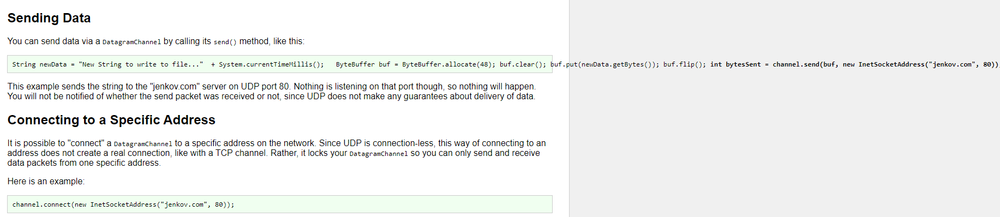 Sending Data
You can send data via a DatagramChannel by calling its send() method, like this:
String newData = "New String to write to file..."  + System.currentTimeMillis();   ByteBuffer buf = ByteBuffer.allocate(48); buf.clear(); buf.put(newData.getBytes()); buf.flip(); int bytesSent = channel.send(buf, new InetSocketAddress("jenkov.com", 80))
This example sends the string to the "jenkov.com" server on UDP port 80. Nothing is listening on that port though, so nothing will happen.
You will not be notified of whether the send packet was received or not, since UDP does not make any guarantees about delivery of data.
Connecting to a Specific Address
It is possible to "connect" a DatagramChannel to a specific address on the network. Since UDP is connection-less, this way of connecting to an
address does not create a real connection, like with a TCP channel. Rather, it locks your DatagramChannel so you can only send and receive
data packets from one specific address.
Here is an example:
channel.connect(new InetSocketAddress("jenkov.com", 80));